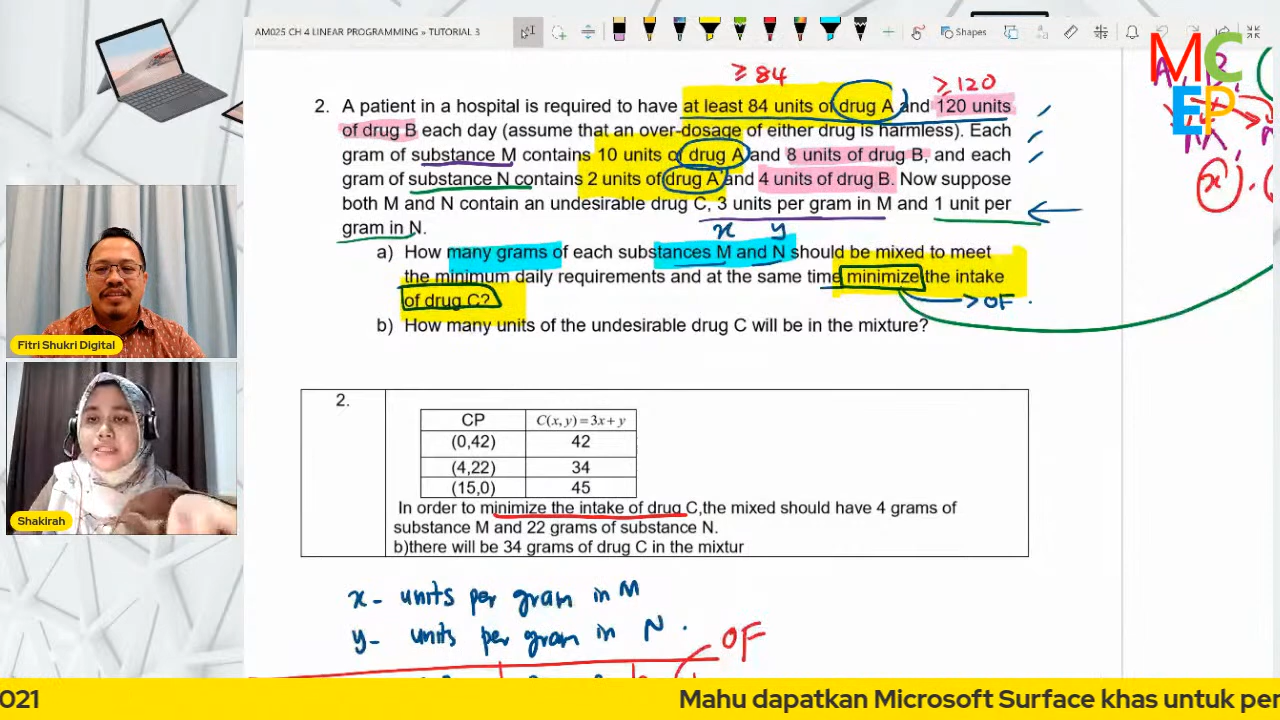 AM025 CH 4 LINEAR PROGRAMMING » TUTORIAL 3
Shapes
MC
EP
≥ 84
≥ 120
2. A patient in a hospital is required to have at least 84 units of drug A and 120 units
of drug B each day (assume that an over-dosage of either drug is harmless). Each
gram of substance M contains 10 units of drug A and 8 units of drug B, and each
gram of substance N contains 2 units of drug A and 4 units of drug B. Now suppose
both M and N contain an undesirable drug C, 3 units per gram in M and 1 unit per
gram in N.
x y
a) How many grams of each substances M and N should be mixed to meet
the minimum daily requirements and at the same time minimize the intake
of drug C?
> OF .
b) How many units of the undesirable drug C will be in the mixture?
Fitri Shukri Digital
Shakirah
2.
CP C(x, y) = 3x + y
(0,42) 42
(4,22) 34
(15,0) 45
In order to minimize the intake of drug C,the mixed should have 4 grams of
substance M and 22 grams of substance N.
b)there will be 34 grams of drug C in the mixtur
x - units per gram in M
y - units per gram in N .
OF
2021
Mahu dapatkan Microsoft Surface khas untuk per